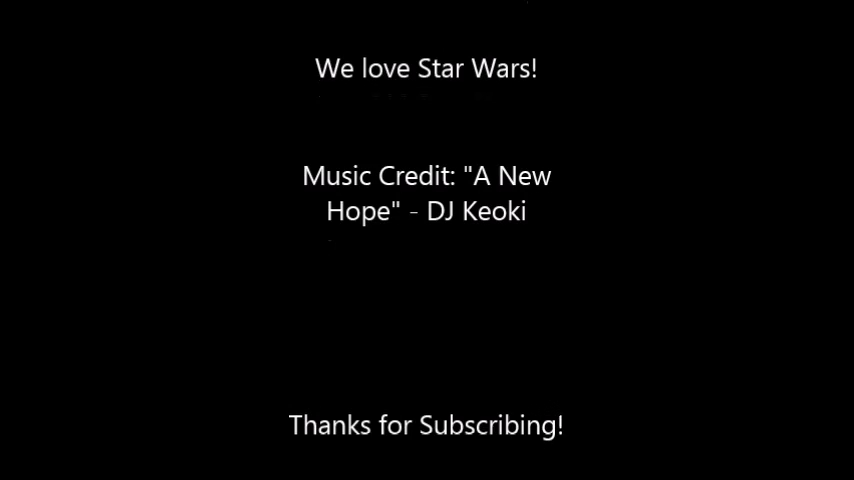 We love Star Wars!
Music Credit: "A New
Hope" - DJ Keoki
Thanks for Subscribing!